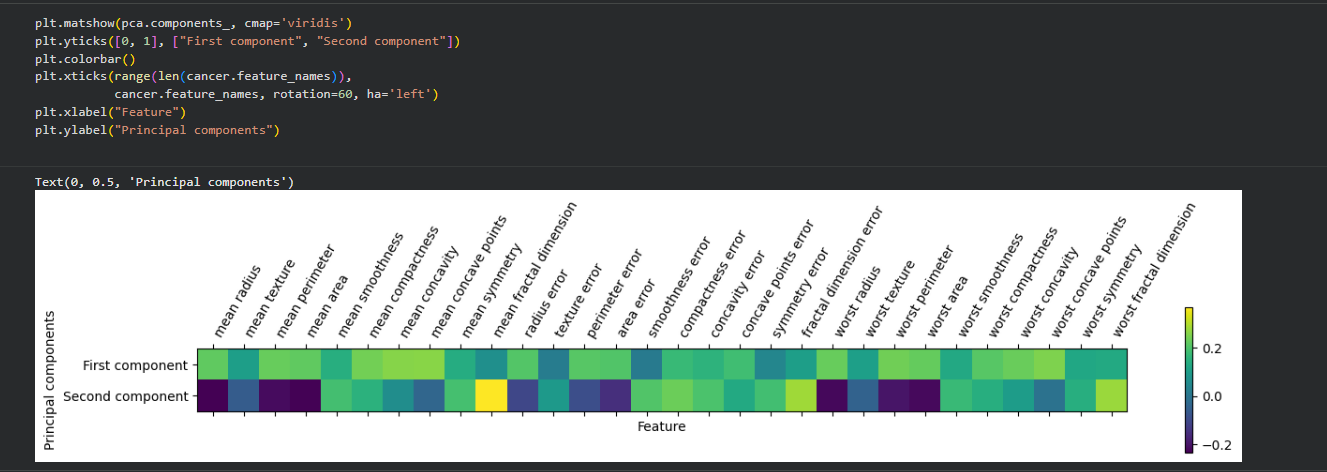 plt.matshow(pca.components_, cmap='viridis')
plt.yticks([0, 1], ["First component", "Second component"])
plt.colorbar()
plt.xticks(range(len(cancer.feature_names)),
           cancer.feature_names, rotation=60, ha='left')
plt.xlabel("Feature")
plt.ylabel("Principal components")
Text(0, 0.5, 'Principal components')
mean radius
mean texture
mean perimeter
mean area
mean smoothness
mean compactness
mean concavity
mean concave points
mean symmetry
mean fractal dimension
radius error
texture error
perimeter error
area error
smoothness error
compactness error
concavity error
concave points error
symmetry error
fractal dimension error
worst radius
worst texture
worst perimeter
worst area
worst smoothness
worst compactness
worst concavity
worst concave points
worst symmetry
worst fractal dimension
Principal components
First component
Second component
Feature
0.2
0.0
−0.2